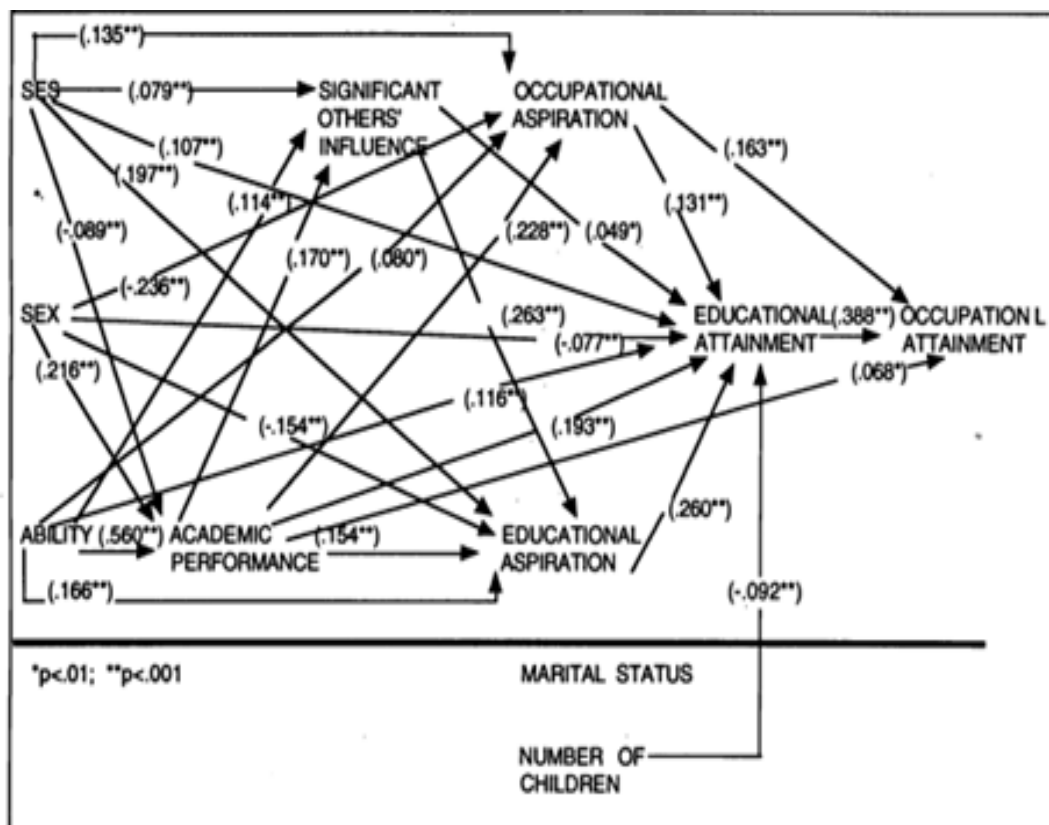 (.135**)
SES
(.079**)
SIGNIFICANT
OTHERS'
INFLUENCE
OCCUPATIONAL
ASPIRATION
(.107**)
(.197**)
(.163**)
(.114**)
(.131**)
(-.089**)
(.228**)
(.049*)
(.170**)
(.080*)
(-.236**)
SEX
(.263**)
EDUCATIONAL
ATTAINMENT
(.388**)
OCCUPATION L
ATTAINMENT
(-.077**)
(.216**)
(.068*)
(.116**)
(-.154**)
(.193**)
(.260**)
ABILITY
(.560**)
ACADEMIC
PERFORMANCE
(.154**)
EDUCATIONAL
ASPIRATION
(.166**)
(-.092**)
*p<.01; **p<.001
MARITAL STATUS
NUMBER OF
CHILDREN